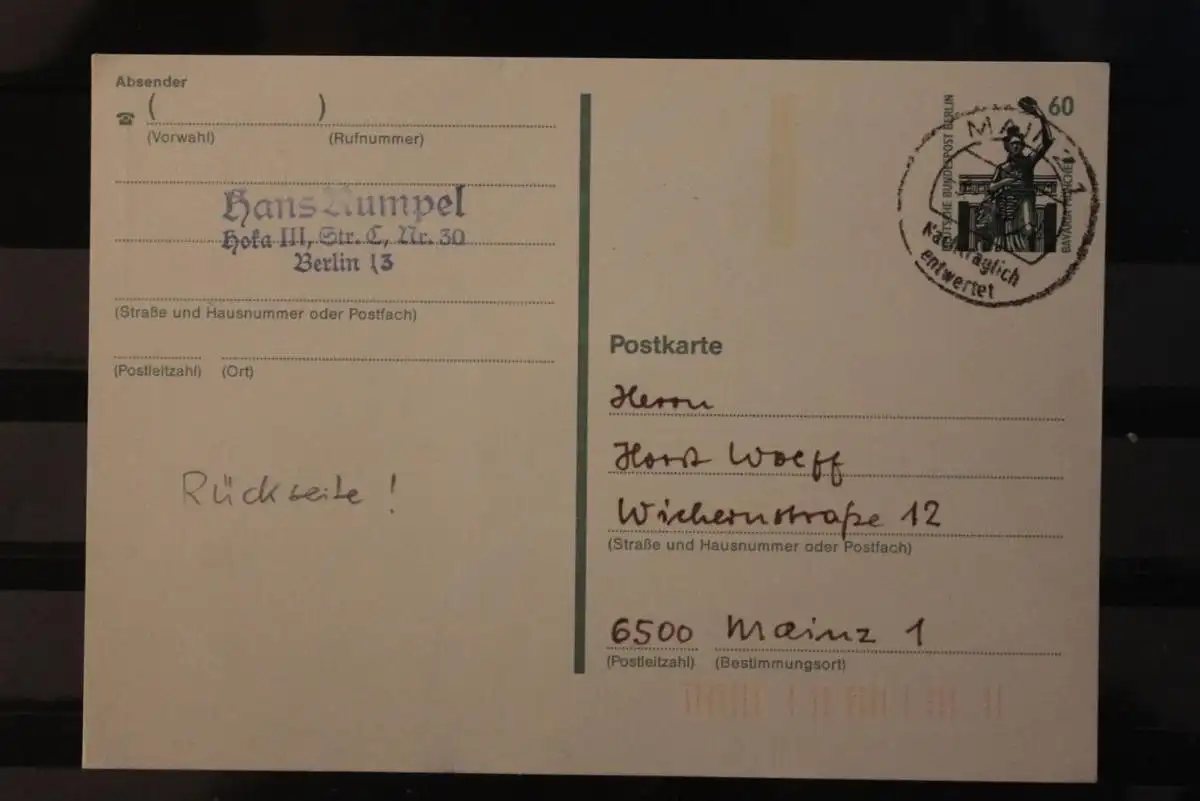 Absender
☎ ( )
(Vorwahl) (Rufnummer)
Hans Rumpel
Hoka III, Str. C, Nr. 30
Berlin 13
(Straße und Hausnummer oder Postfach)
(Postleitzahl) (Ort)
Rückseite !
60
DEUTSCHE BUNDESPOST BERLIN
BAVARIA MÜNCHEN
MAINZ 1
Nachträglich
entwertet
Postkarte
Herrn
Horst Wolff
Wichernstraße 12
(Straße und Hausnummer oder Postfach)
6500 Mainz 1
(Postleitzahl) (Bestimmungsort)